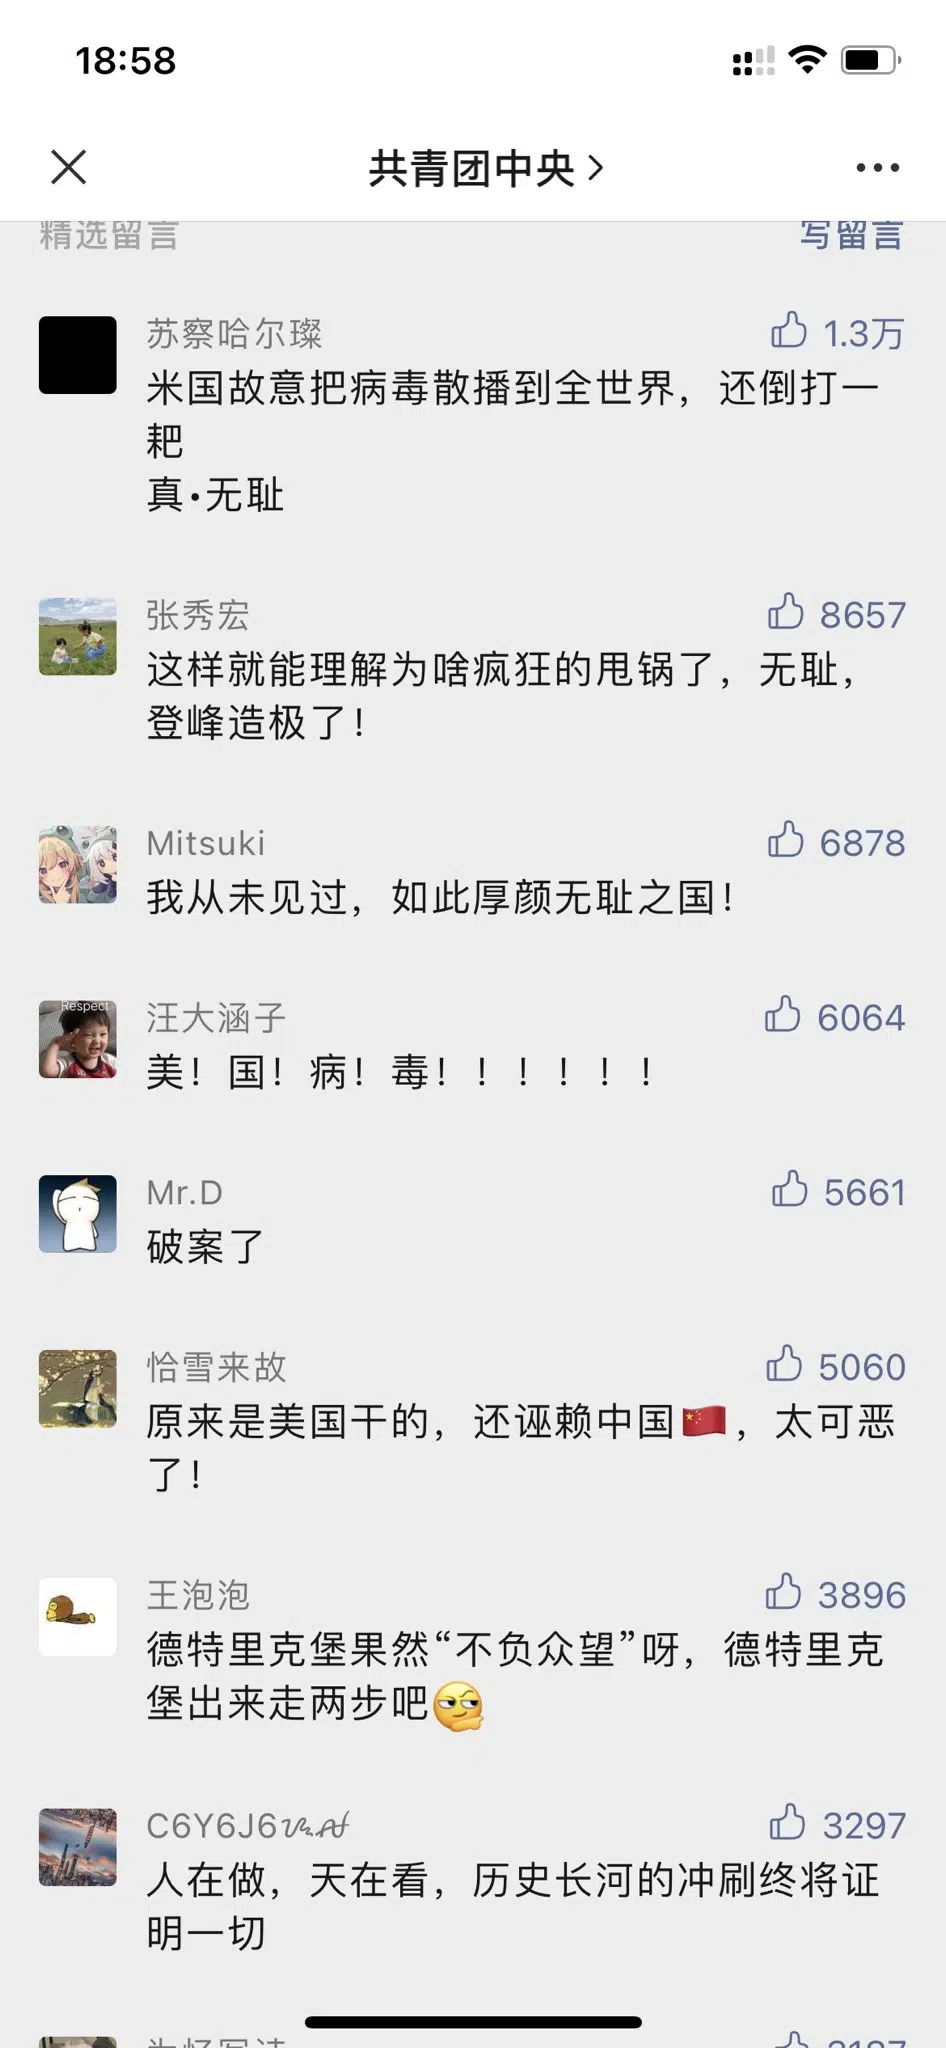 18:58
共青团中央
精选留言 写留言
苏察哈尔璨 1.3万
米国故意把病毒散播到全世界，还倒打一
耙
真·无耻
张秀宏 8657
这样就能理解为啥疯狂的甩锅了，无耻，
登峰造极了！
Mitsuki 6878
我从未见过，如此厚颜无耻之国！
Respect
汪大涵子 6064
美！国！病！毒！！！！！！
Mr.D 5661
破案了
恰雪来故 5060
原来是美国干的，还诬赖中国🇨🇳，太可恶
了！
王泡泡 3896
德特里克堡果然“不负众望”呀，德特里克
堡出来走两步吧
C6Y6J6 3297
人在做，天在看，历史长河的冲刷终将证
明一切